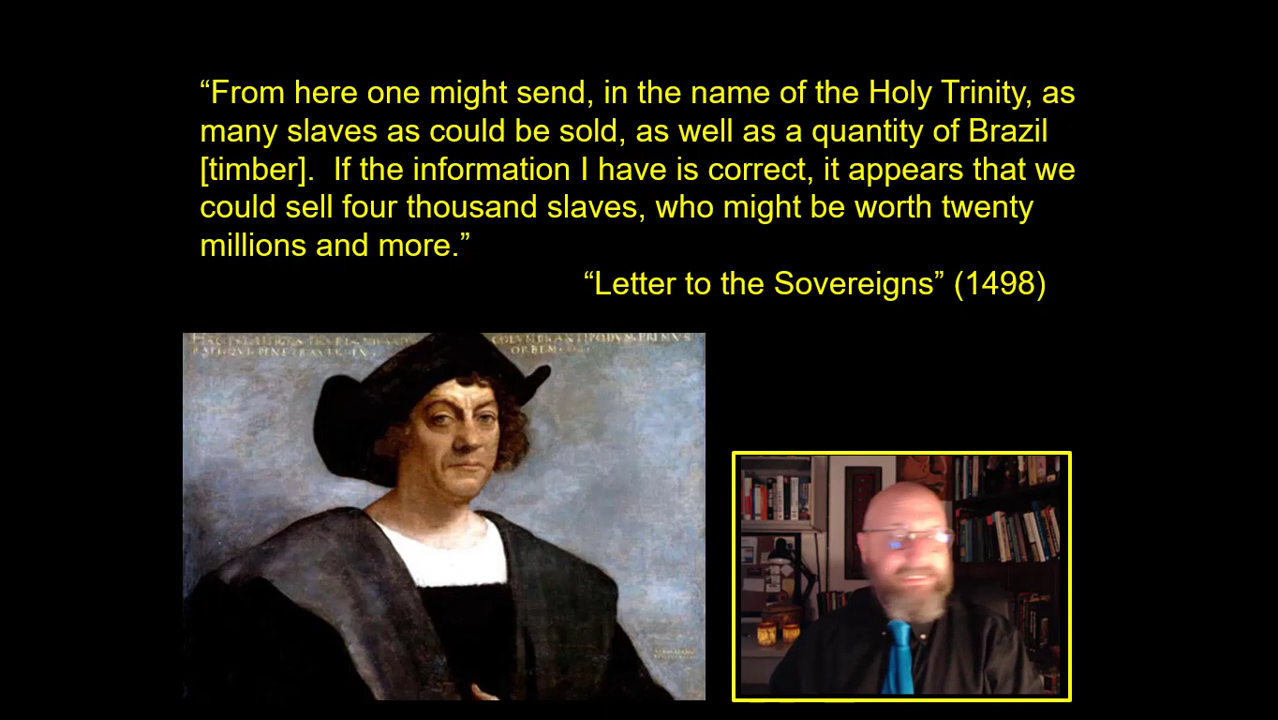 “From here one might send, in the name of the Holy Trinity, as
many slaves as could be sold, as well as a quantity of Brazil
[timber].  If the information I have is correct, it appears that we
could sell four thousand slaves, who might be worth twenty
millions and more.”
“Letter to the Sovereigns” (1498)